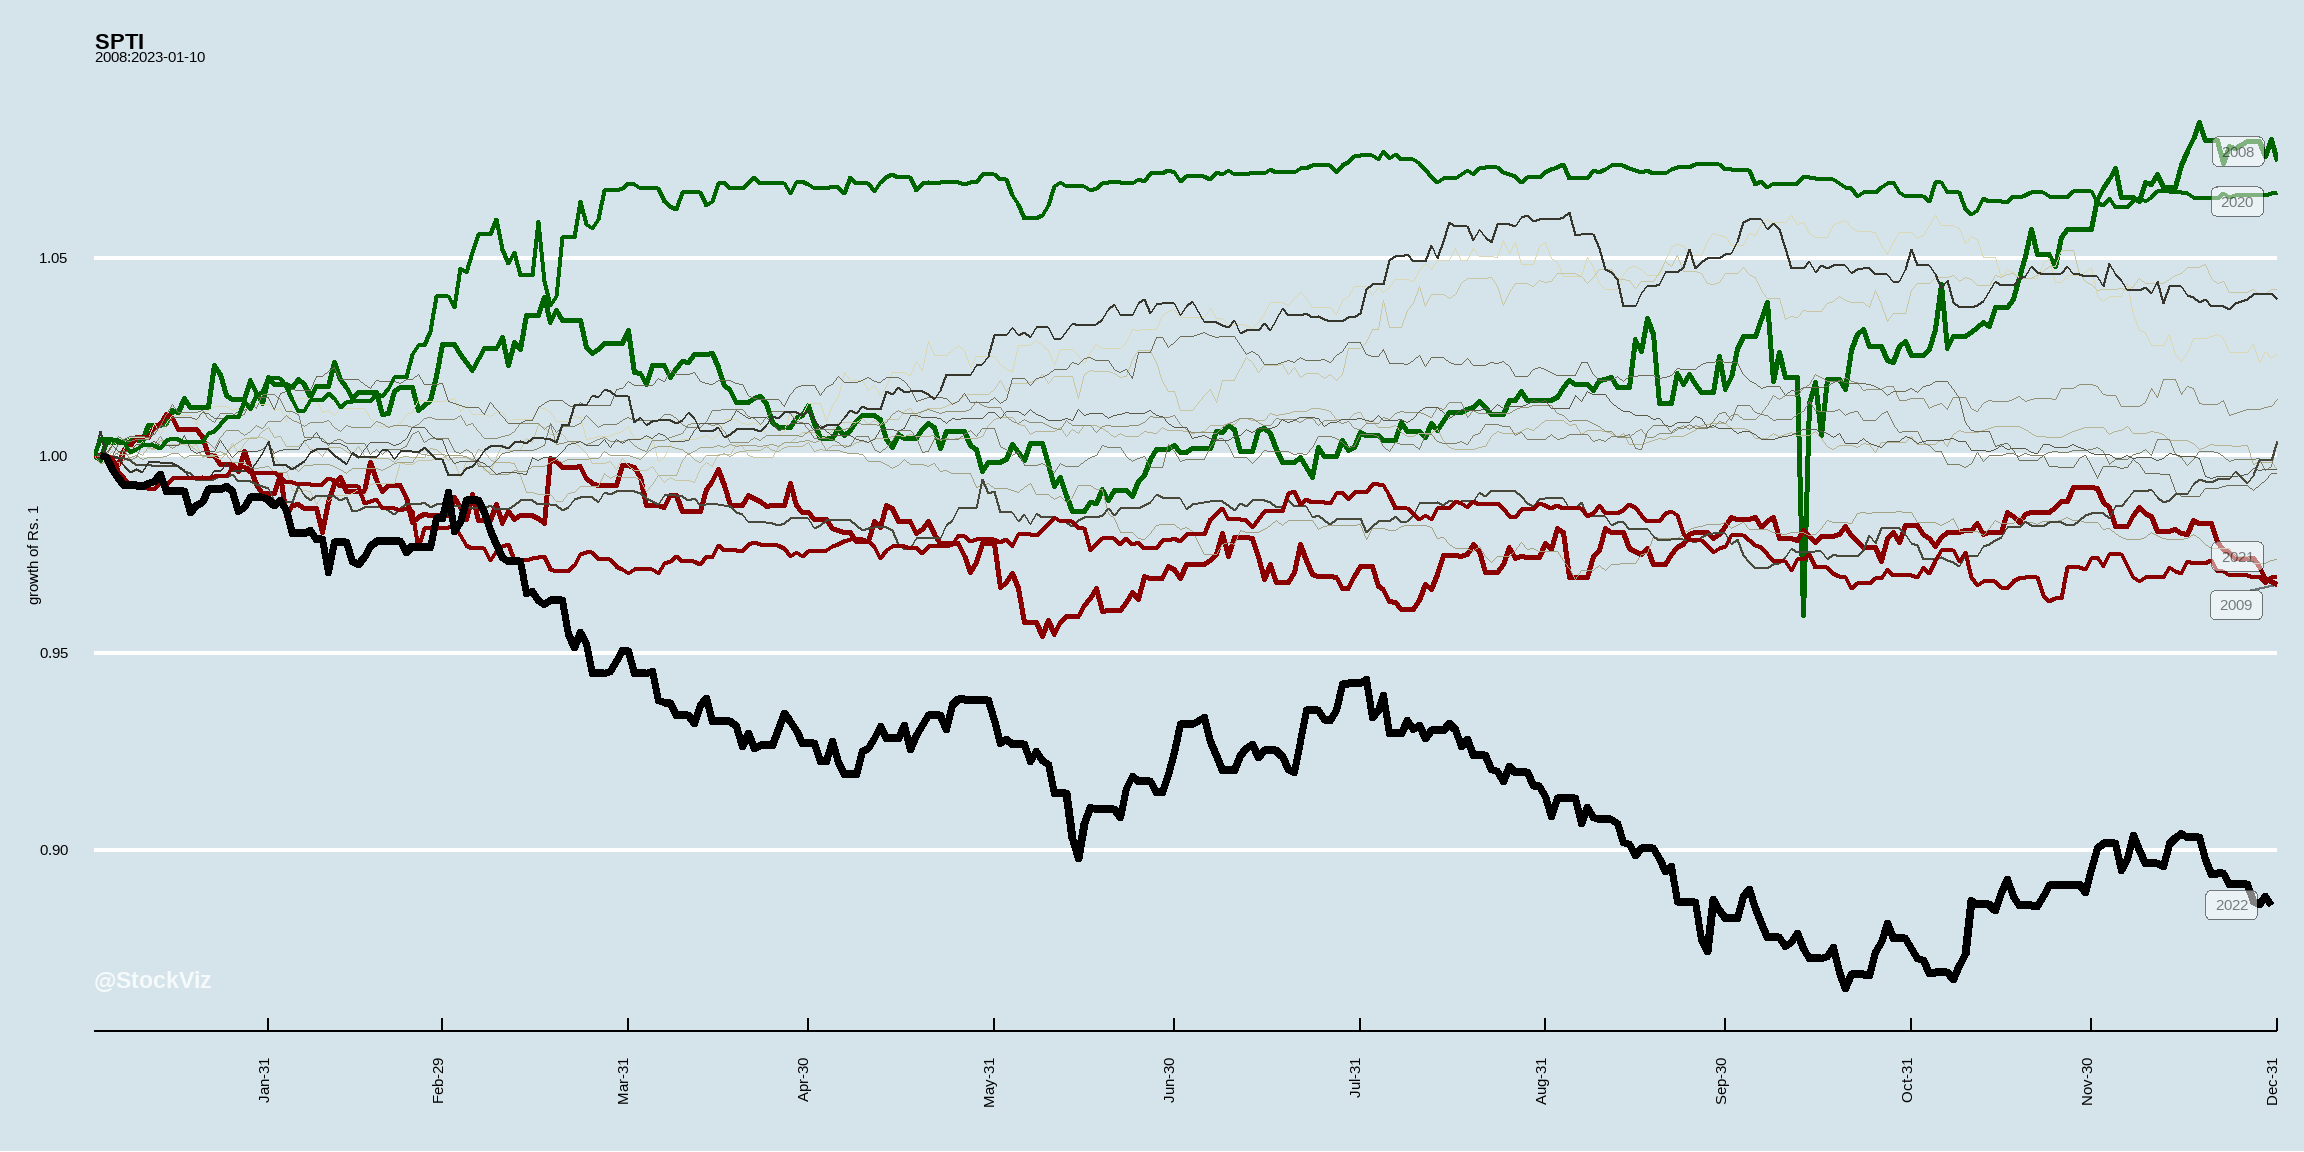 SPTI
2008:2023-01-10
2008
2020
1.05
1.00
growth of Rs. 1
2021
2009
0.95
0.90
2022
@StockViz
Jan-31
Feb-29
Mar-31
Apr-30
May-31
Jun-30
Jul-31
Aug-31
Sep-30
Oct-31
Nov-30
Dec-31